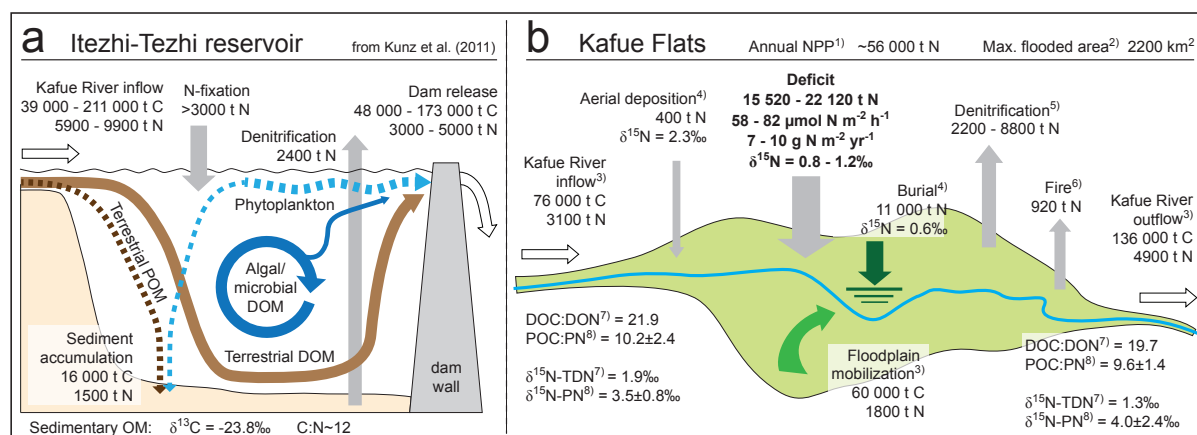 a Itezhi-Tezhi reservoir from Kunz et al. (2011)
Kafue River inflow
39 000 - 211 000 t C
5900 - 9900 t N
N-fixation
>3000 t N
Dam release
48 000 - 173 000 t C
3000 - 5000 t N
Denitrification
2400 t N
Phytoplankton
Terrestrial POM
Algal/
microbial
DOM
Terrestrial DOM
Sediment
accumulation
16 000 t C
1500 t N
dam
wall
Sedimentary OM: δ¹³C = -23.8‰ C:N~12
b Kafue Flats Annual NPP¹⁾ ~56 000 t N Max. flooded area²⁾ 2200 km²
Aerial deposition⁴⁾
400 t N
δ¹⁵N = 2.3‰
Deficit
15 520 - 22 120 t N
58 - 82 µmol N m⁻² h⁻¹
7 - 10 g N m⁻² yr⁻¹
δ¹⁵N = 0.8 - 1.2‰
Denitrification⁵⁾
2200 - 8800 t N
Kafue River
inflow³⁾
76 000 t C
3100 t N
Burial⁴⁾
11 000 t N
δ¹⁵N = 0.6‰
Fire⁶⁾
920 t N
Kafue River
outflow³⁾
136 000 t C
4900 t N
DOC:DON⁷⁾ = 21.9
POC:PN⁸⁾ = 10.2±2.4
δ¹⁵N-TDN⁷⁾ = 1.9‰
δ¹⁵N-PN⁸⁾ = 3.5±0.8‰
Floodplain
mobilization³⁾
60 000 t C
1800 t N
DOC:DON⁷⁾ = 19.7
POC:PN⁸⁾ = 9.6±1.4
δ¹⁵N-TDN⁷⁾ = 1.3‰
δ¹⁵N-PN⁸⁾ = 4.0±2.4‰